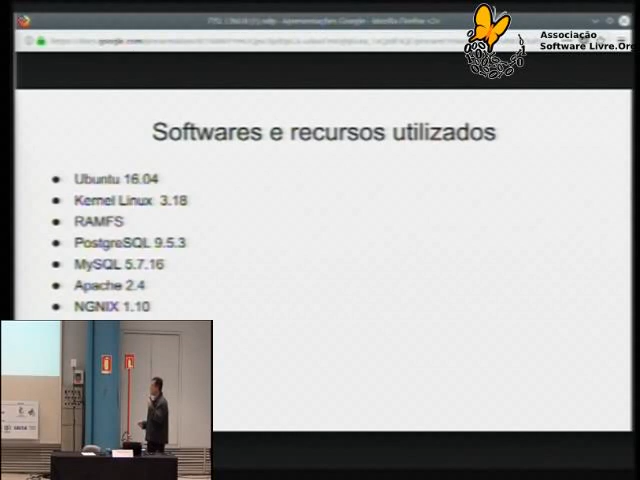 Associação
Software Livre.Or
Softwares e recursos utilizados
Ubuntu 16.04
Kernel Linux 3.18
RAMFS
PostgreSQL 9.5.3
MySQL 5.7.16
Apache 2.4
NGNIX 1.10